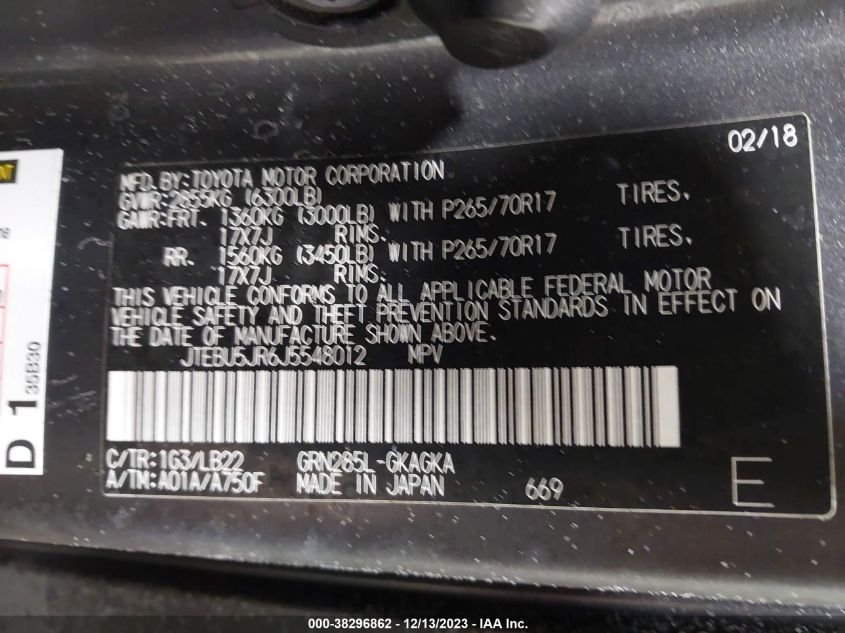 02/18
MFD.BY:TOYOTA MOTOR CORPORATION
GVWR:2855KG (6300LB)
GAWR:FRT. 1360KG (3000LB) WITH P265/70R17 TIRES,
17X7J RIMS.
RR. 1560KG (3450LB) WITH P265/70R17 TIRES,
17X7J RIMS.
THIS VEHICLE CONFORMS TO ALL APPLICABLE FEDERAL MOTOR
VEHICLE SAFETY AND THEFT PREVENTION STANDARDS IN EFFECT ON
THE DATE OF MANUFACTURE SHOWN ABOVE.
JTEBU5JR6J5548012 MPV
C/TR:1G3/LB22 GRN285L-GKAGKA
A/TM:A01A/A750F MADE IN JAPAN 669
E
D 1
35B30
000-38296862 - 12/13/2023 - IAA Inc.